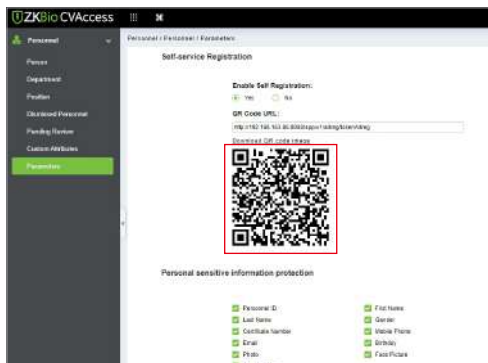 ZKBio CVAccess
Personnel
Personnel / Personnel / Parameters
Person
Department
Position
Dismissed Personnel
Pending Review
Custom Attributes
Parameters
Self-service Registration
Enable Self Registration:
Yes No
QR Code URL:
Download QR code image
Personal sensitive information protection
Personnel ID First Name
Last Name Gender
Certificate Number Mobile Phone
Email Birthday
Photo Face Picture